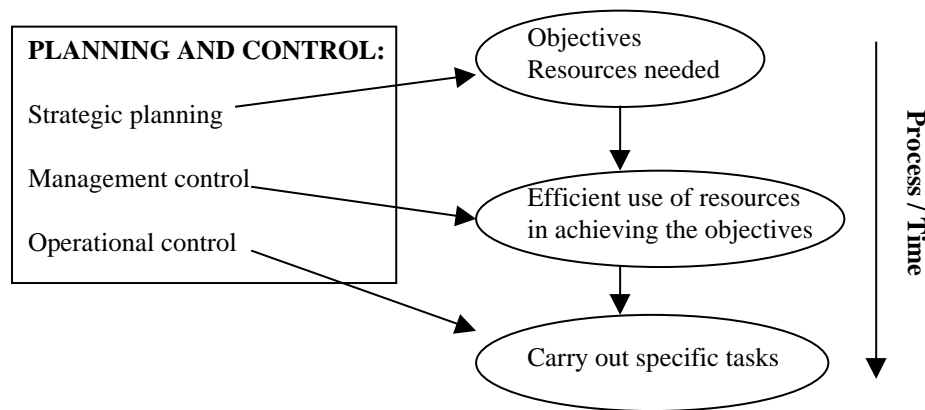 PLANNING AND CONTROL:
Strategic planning
Management control
Operational control
Objectives
Resources needed
Efficient use of resources
in achieving the objectives
Carry out specific tasks
Process / Time